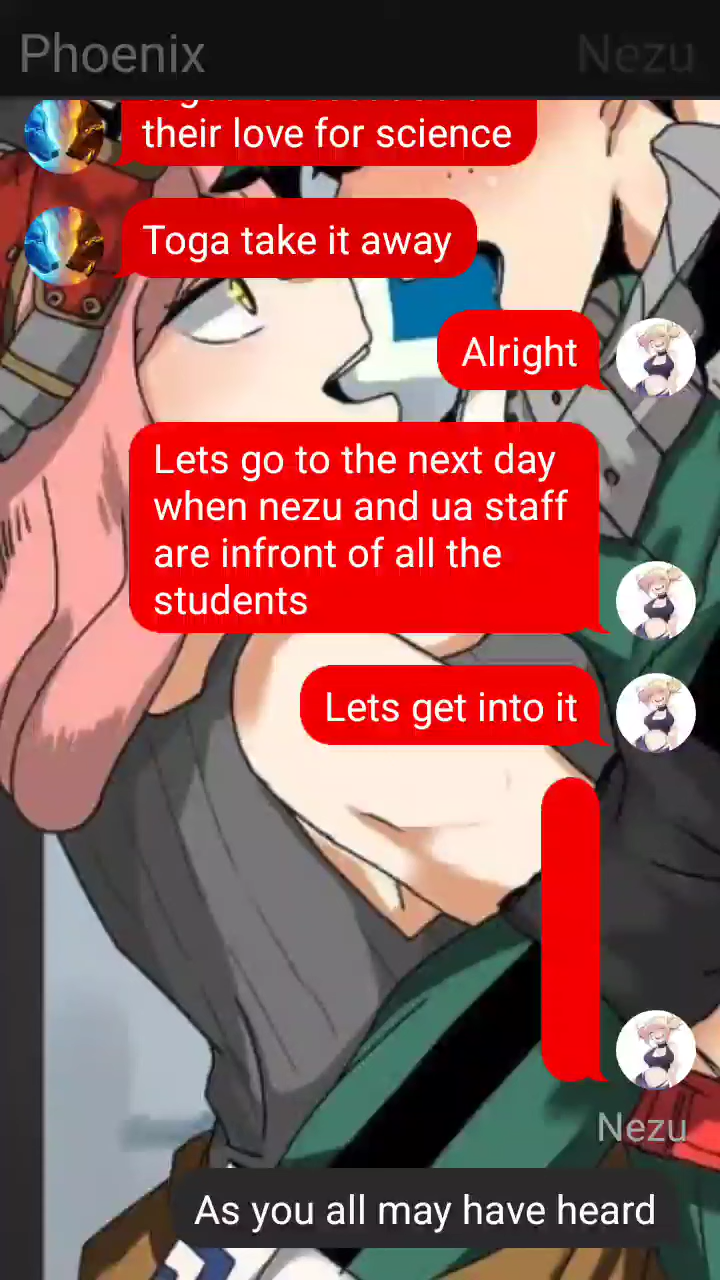 Phoenix
Nezu
their love for science
Toga take it away
Alright
Lets go to the next day
when nezu and ua staff
are infront of all the
students
Lets get into it
Nezu
As you all may have heard